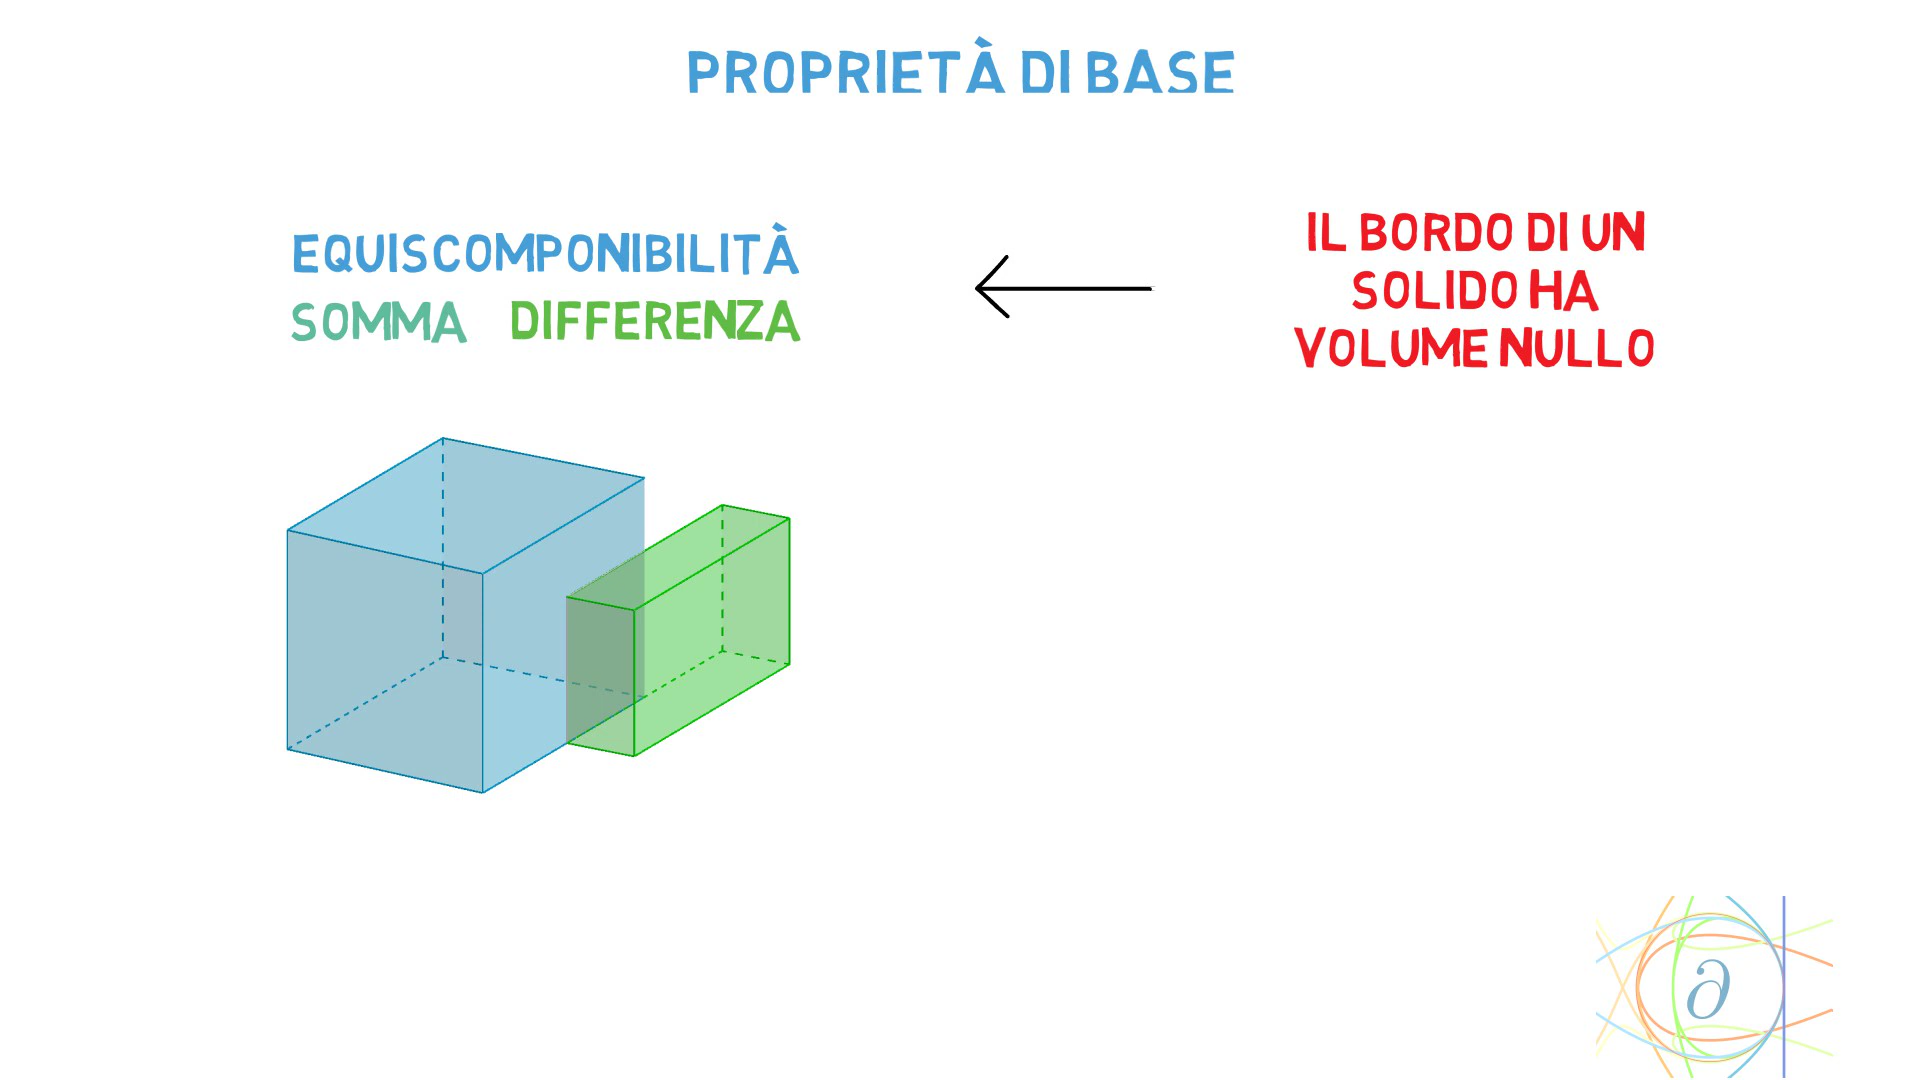 PROPRIETÀ DI BASE
EQUISCOMPONIBILITÀ
SOMMA DIFFERENZA
IL BORDO DI UN
SOLIDO HA
VOLUME NULLO
∂